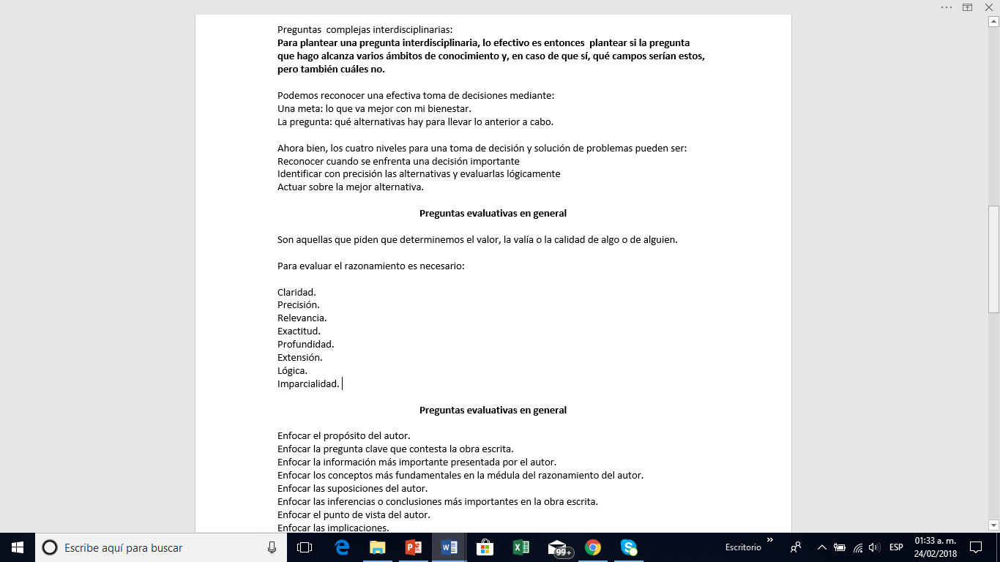 Preguntas  complejas interdisciplinarias:
Para plantear una pregunta interdisciplinaria, lo efectivo es entonces  plantear si la pregunta
que hago alcanza varios ámbitos de conocimiento y, en caso de que sí, qué campos serían estos,
pero también cuáles no.
Podemos reconocer una efectiva toma de decisiones mediante:
Una meta: lo que va mejor con mi bienestar.
La pregunta: qué alternativas hay para llevar lo anterior a cabo.
Ahora bien, los cuatro niveles para una toma de decisión y solución de problemas pueden ser:
Reconocer cuando se enfrenta una decisión importante
Identificar con precisión las alternativas y evaluarlas lógicamente
Actuar sobre la mejor alternativa.
Preguntas evaluativas en general
Son aquellas que piden que determinemos el valor, la valía o la calidad de algo o de alguien.
Para evaluar el razonamiento es necesario:
Claridad.
Precisión.
Relevancia.
Exactitud.
Profundidad.
Extensión.
Lógica.
Imparcialidad.
Preguntas evaluativas en general
Enfocar el propósito del autor.
Enfocar la pregunta clave que contesta la obra escrita.
Enfocar la información más importante presentada por el autor.
Enfocar los conceptos más fundamentales en la médula del razonamiento del autor.
Enfocar las suposiciones del autor.
Enfocar las inferencias o conclusiones más importantes en la obra escrita.
Enfocar el punto de vista del autor.
Enfocar las implicaciones.
Escribe aquí para buscar
99+
Escritorio
ESP
01:33 a. m.
24/02/2018